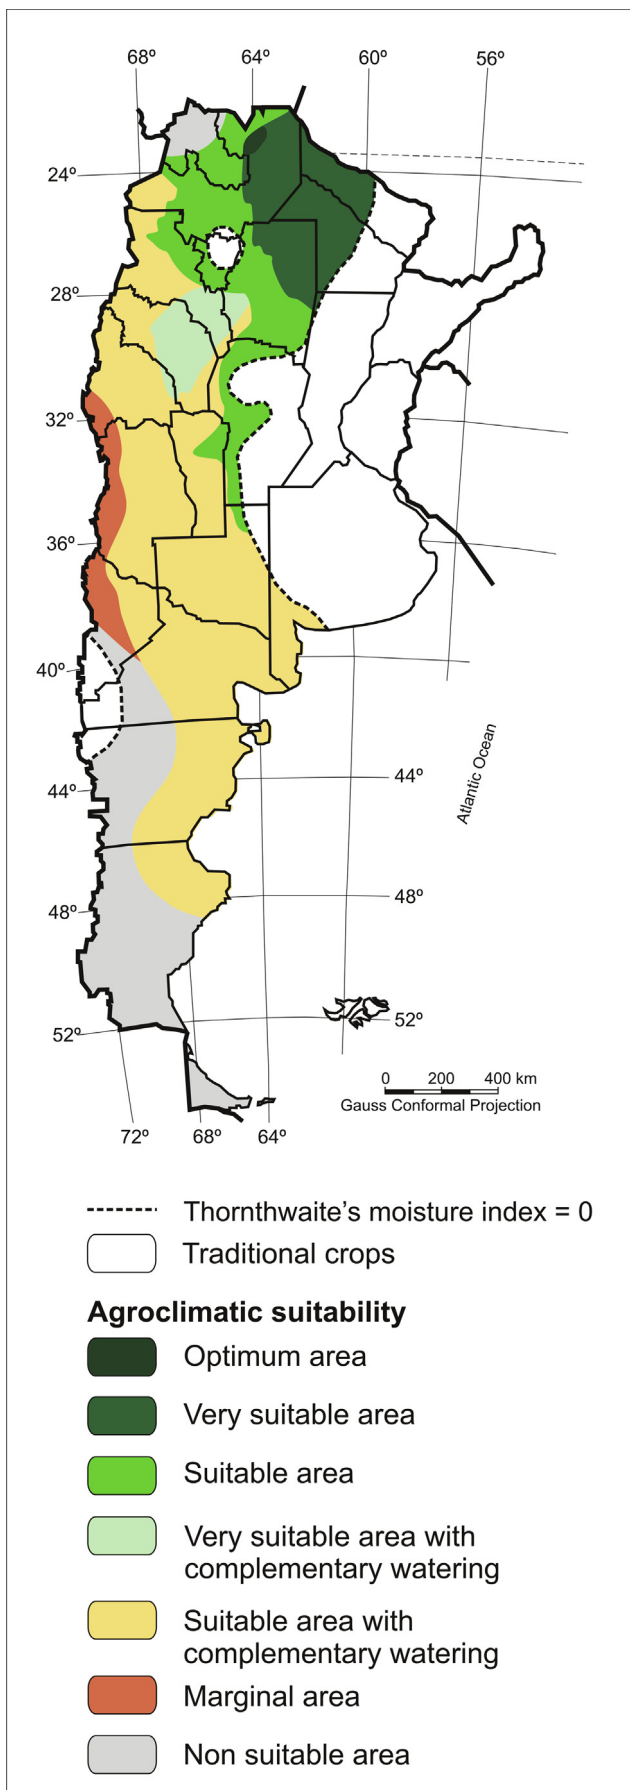 68º 64º 60º 56º
24º
28º
32º
36º
40º
44º 44º
Atlantic Ocean
48º 48º
52º 52º
0 200 400 km
Gauss Conformal Projection
72º 68º 64º
Thornthwaite's moisture index = 0
Traditional crops
Agroclimatic suitability
Optimum area
Very suitable area
Suitable area
Very suitable area with
complementary watering
Suitable area with
complementary watering
Marginal area
Non suitable area